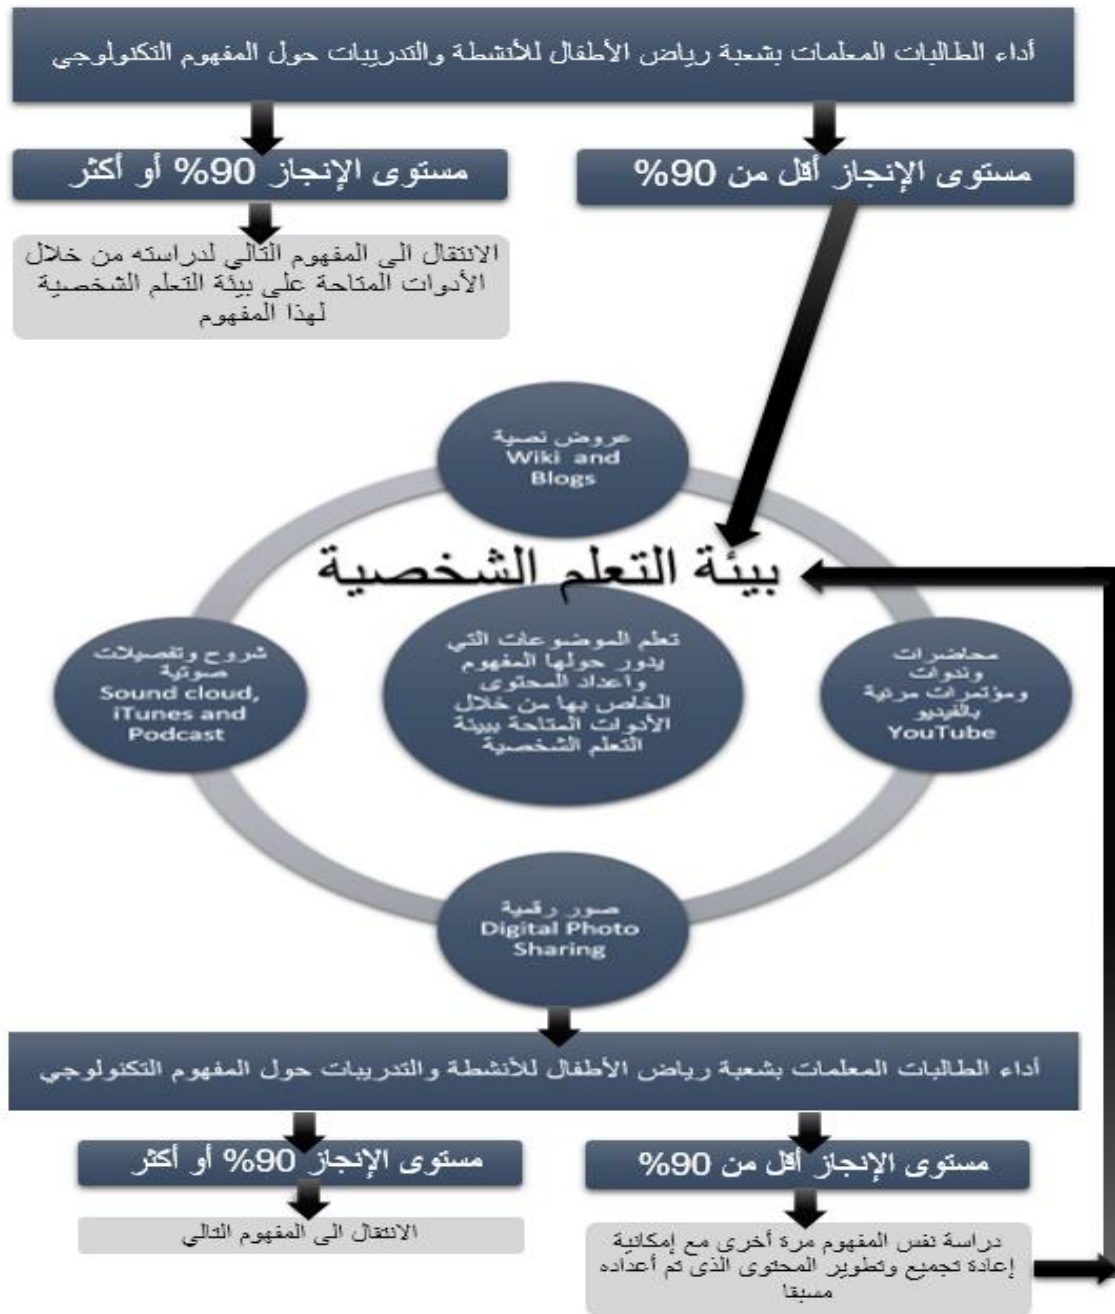 أداء الطالبات المعلمات بشعبة رياض الأطفال للأنشطة والتدريبات حول المفهوم التكنولوجي
مستوى الإنجاز أقل من 90%
مستوى الإنجاز 90% أو أكثر
الانتقال الى المفهوم التالي لدراسته من خلال
الأدوات المتاحة على بيئة التعلم الشخصية
لهذا المفهوم
عروض نصية
Wiki and
Blogs
بيئة التعلم الشخصية
محاضرات
وندوات
ومؤتمرات مرئية
بالفيديو
YouTube
تعلم الموضوعات التي
يدور حولها المفهوم
واعداد المحتوى
الخاص بها من خلال
الأدوات المتاحة ببيئة
التعلم الشخصية
شروح وتفصيلات
صوتية
Sound cloud,
iTunes and
Podcast
صور رقمية
Digital Photo
Sharing
أداء الطالبات المعلمات بشعبة رياض الأطفال للأنشطة والتدريبات حول المفهوم التكنولوجي
مستوى الإنجاز أقل من 90%
مستوى الإنجاز 90% أو أكثر
دراسة نفس المفهوم مرة أخرى مع إمكانية
إعادة تجميع وتطوير المحتوى الذى تم أعداده
مسبقا
الانتقال الى المفهوم التالي